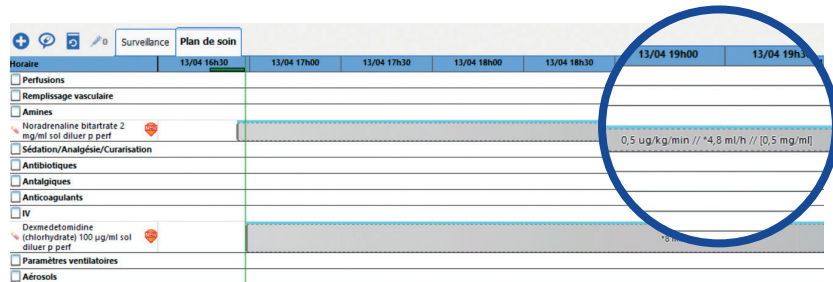 Surveillance Plan de soin
Horaire 13/04 16h30 13/04 17h00 13/04 17h30 13/04 18h00 13/04 18h30 13/04 19h00
Perfusions
Remplissage vasculaire
Amines
Noradrenaline bitartrate 2
mg/ml sol diluer p perf
0,5 ug/kg/min // *4,8 ml/h // [0,5 mg/ml]
Sédation/Analgésie/Curarisation
Antibiotiques
Antalgiques
Anticoagulants
IV
Dexmedetomidine
(chlorhydrate) 100 µg/ml sol
diluer p perf
Paramètres ventilatoires
Aérosols